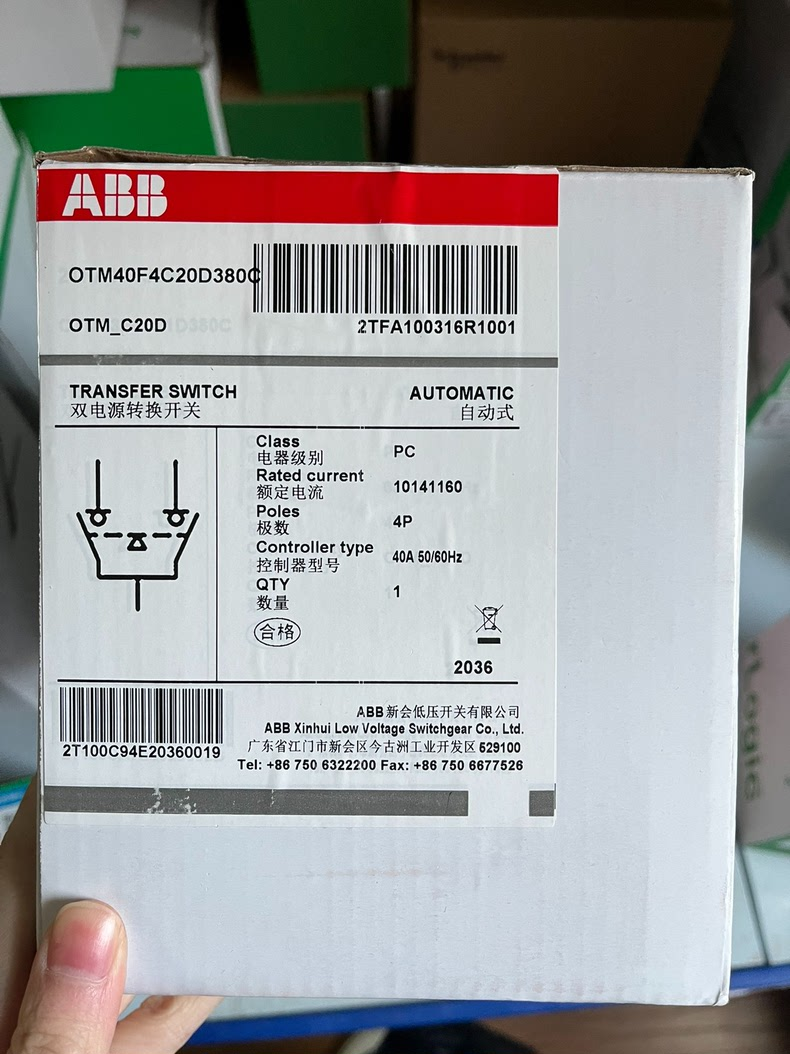 Schneider
ABB
OTM40F4C20D380C
OTM_C20D
2TFA100316R1001
TRANSFER SWITCH AUTOMATIC
双电源转换开关 自动式
Class
电器级别 PC
Rated current
额定电流 10141160
Poles
极数 4P
Controller type
控制器型号 40A 50/60Hz
QTY
数量 1
合格
2036
2T100C94E20360019
ABB新会低压开关有限公司
ABB Xinhui Low Voltage Switchgear Co., Ltd.
广东省江门市新会区今古洲工业开发区 529100
Tel: +86 750 6322200 Fax: +86 750 6677526